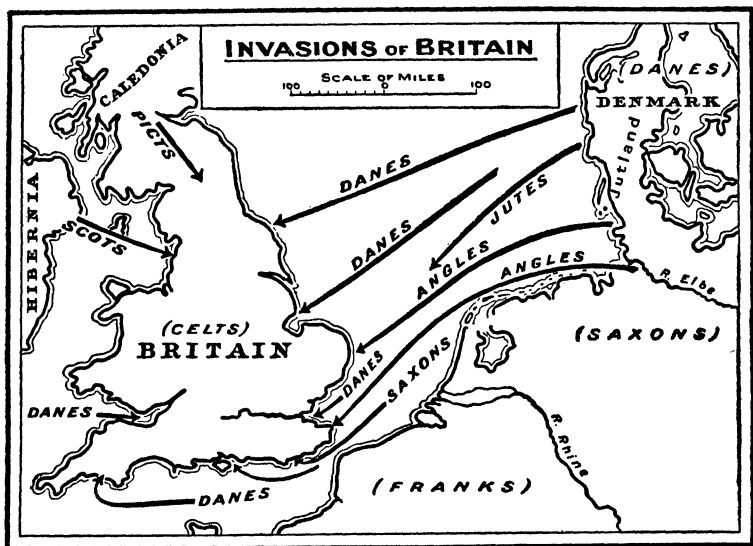 INVASIONS OF BRITAIN
SCALE OF MILES
100 0 100
CALEDONIA
(DANES)
DENMARK
PICTS
DANES
Jutland
JUTES
HIBERNIA
SCOTS
DANES
ANGLES
ANGLES
R. Elbe
(CELTS)
BRITAIN
(SAXONS)
DANES
SAXONS
DANES
R. Rhine
DANES
(FRANKS)